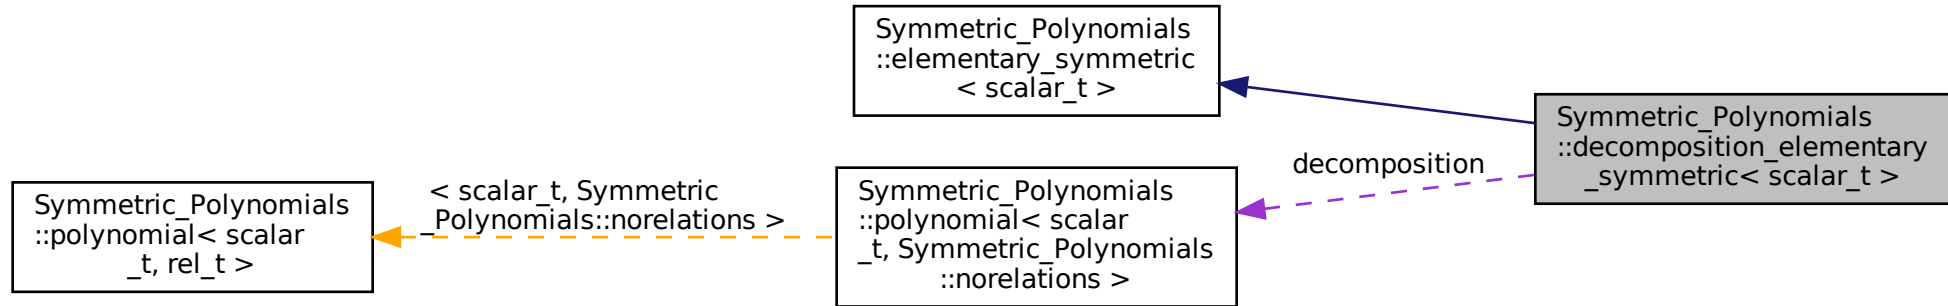 Symmetric_Polynomials
::elementary_symmetric
< scalar_t >
Symmetric_Polynomials
::decomposition_elementary
_symmetric< scalar_t >
decomposition
Symmetric_Polynomials
::polynomial< scalar
_t, Symmetric_Polynomials
::norelations >
< scalar_t, Symmetric
_Polynomials::norelations >
Symmetric_Polynomials
::polynomial< scalar
_t, rel_t >